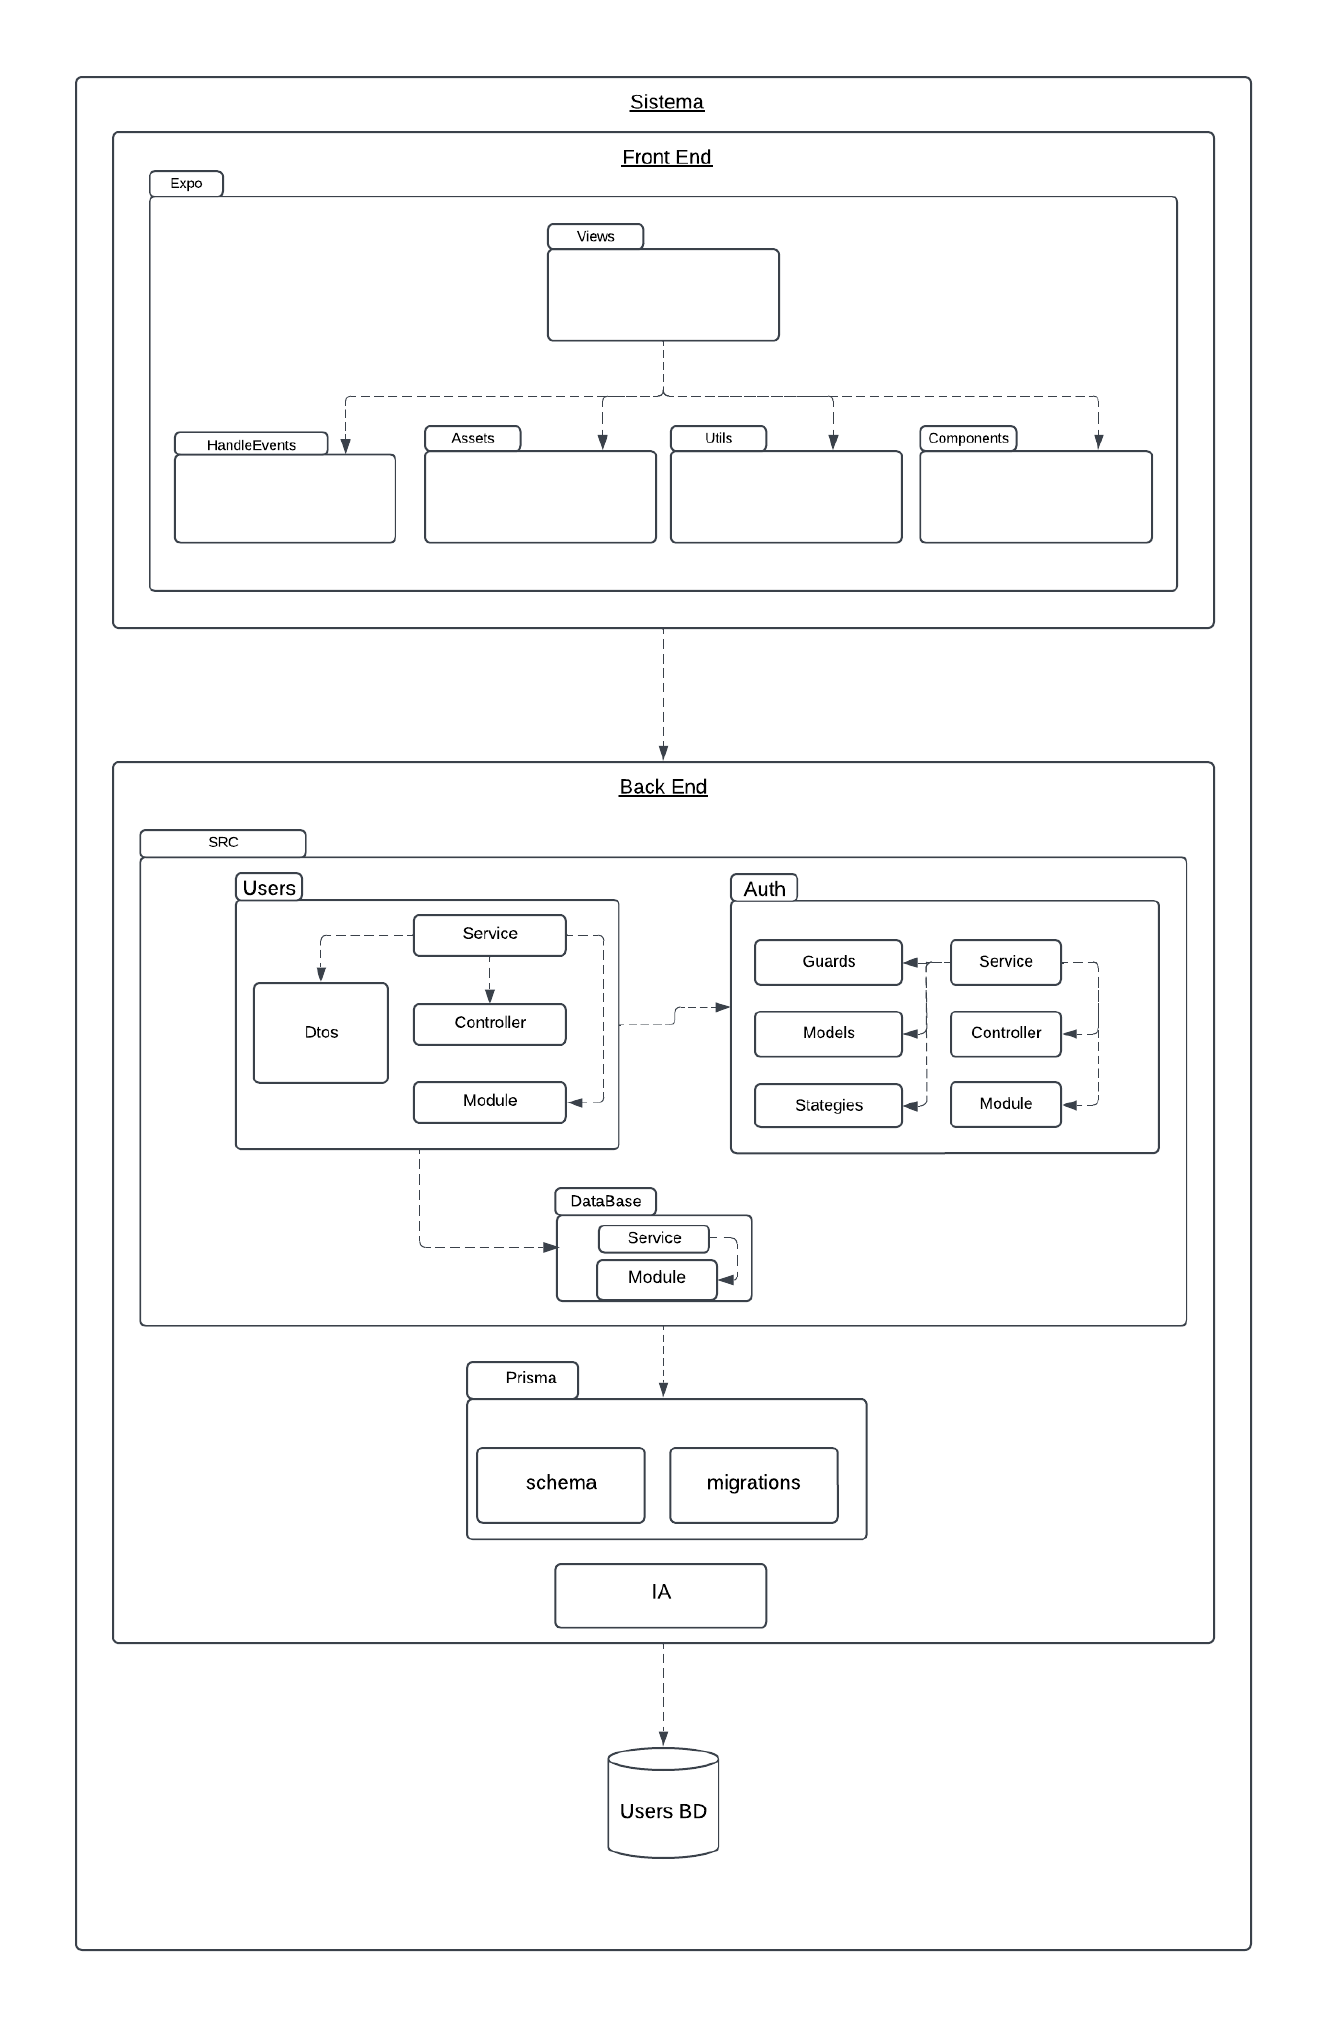 Sistema
Front End
Expo
Views
HandleEvents
Assets
Utils
Components
Back End
SRC
Users
Service
Dtos
Controller
Module
Auth
Guards
Service
Models
Controller
Stategies
Module
DataBase
Service
Module
Prisma
schema
migrations
IA
Users BD